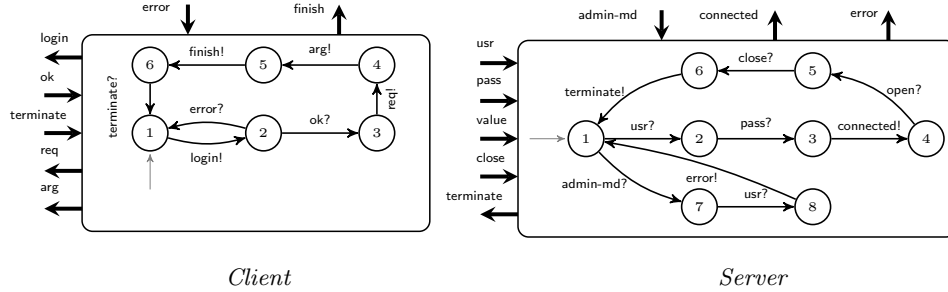 error
finish
login
ok
terminate
req
arg
6
finish!
5
arg!
4
terminate?
error?
req!
1
2
ok?
3
login!
Client
admin-md
connected
error
usr
pass
value
close
terminate
6
close?
5
terminate!
open?
1
usr?
2
pass?
3
connected!
4
admin-md?
error!
7
usr?
8
Server